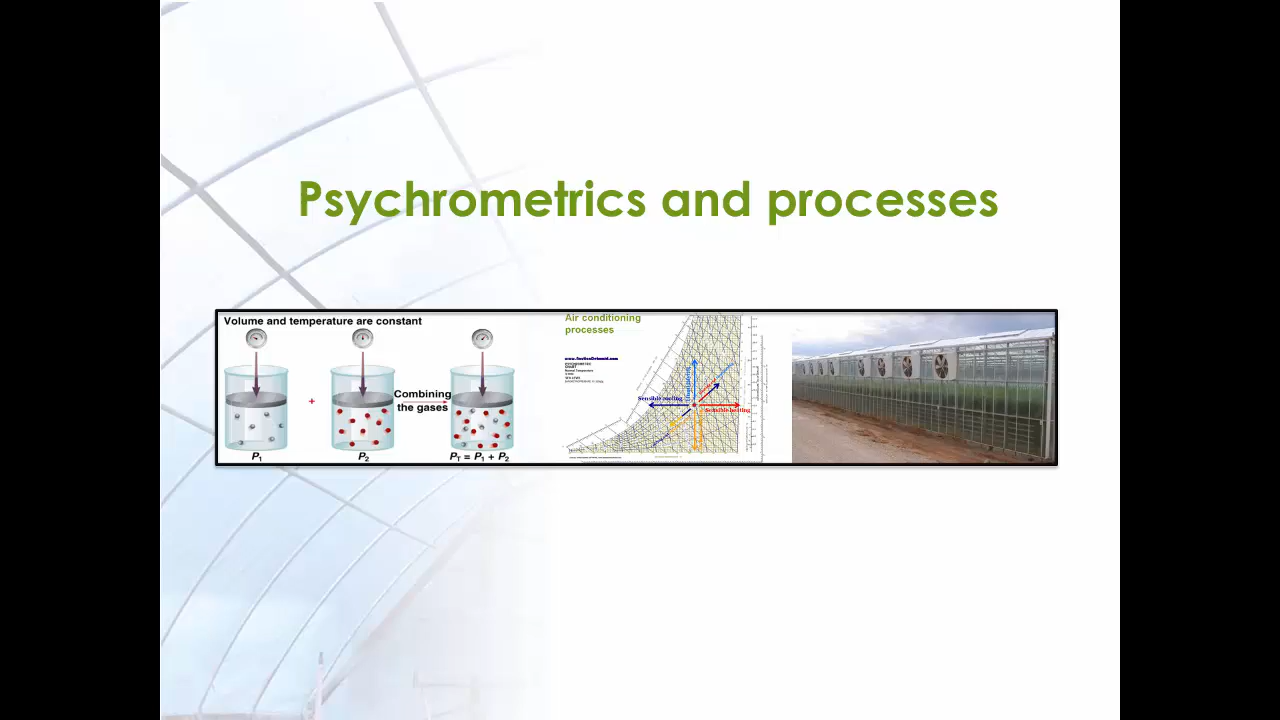 Psychrometrics and processes
Volume and temperature are constant
+
Combining
the gases
P1
P2
PT = P1 + P2
Air conditioning
processes
Sensible cooling
Sensible heating